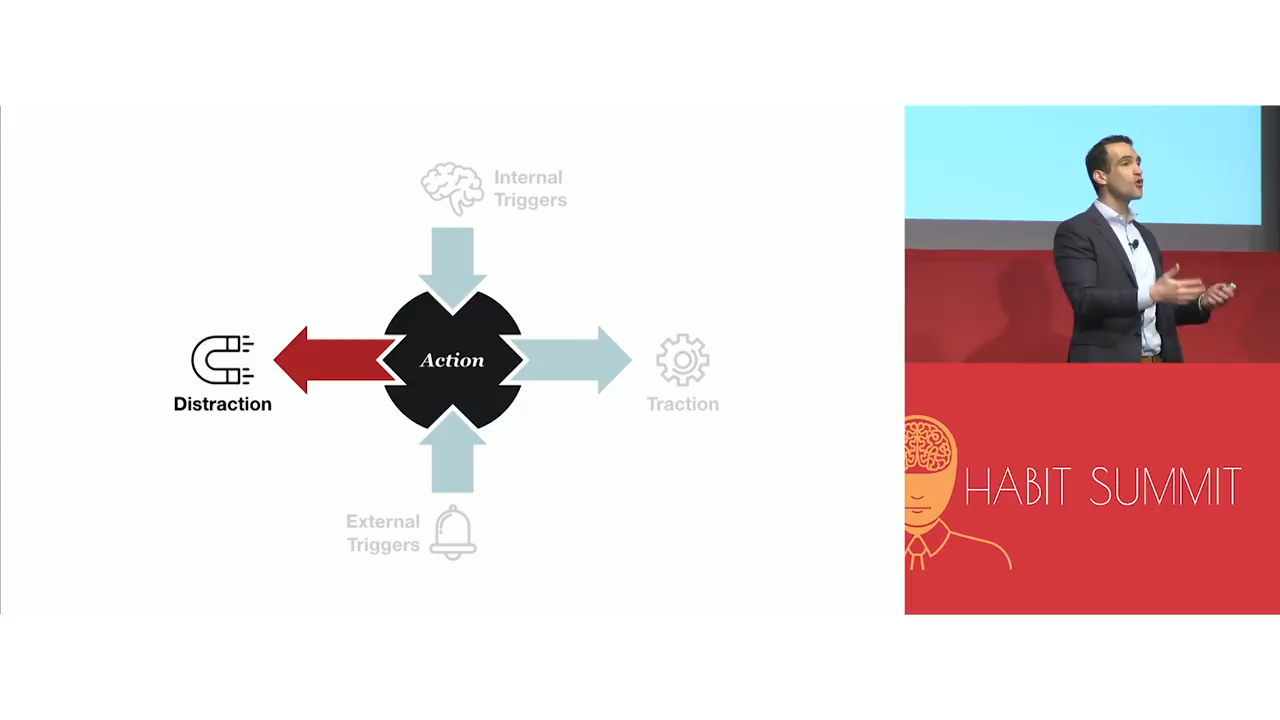 Internal
Triggers
Action
Distraction
Traction
External
Triggers
HABIT SUMMIT